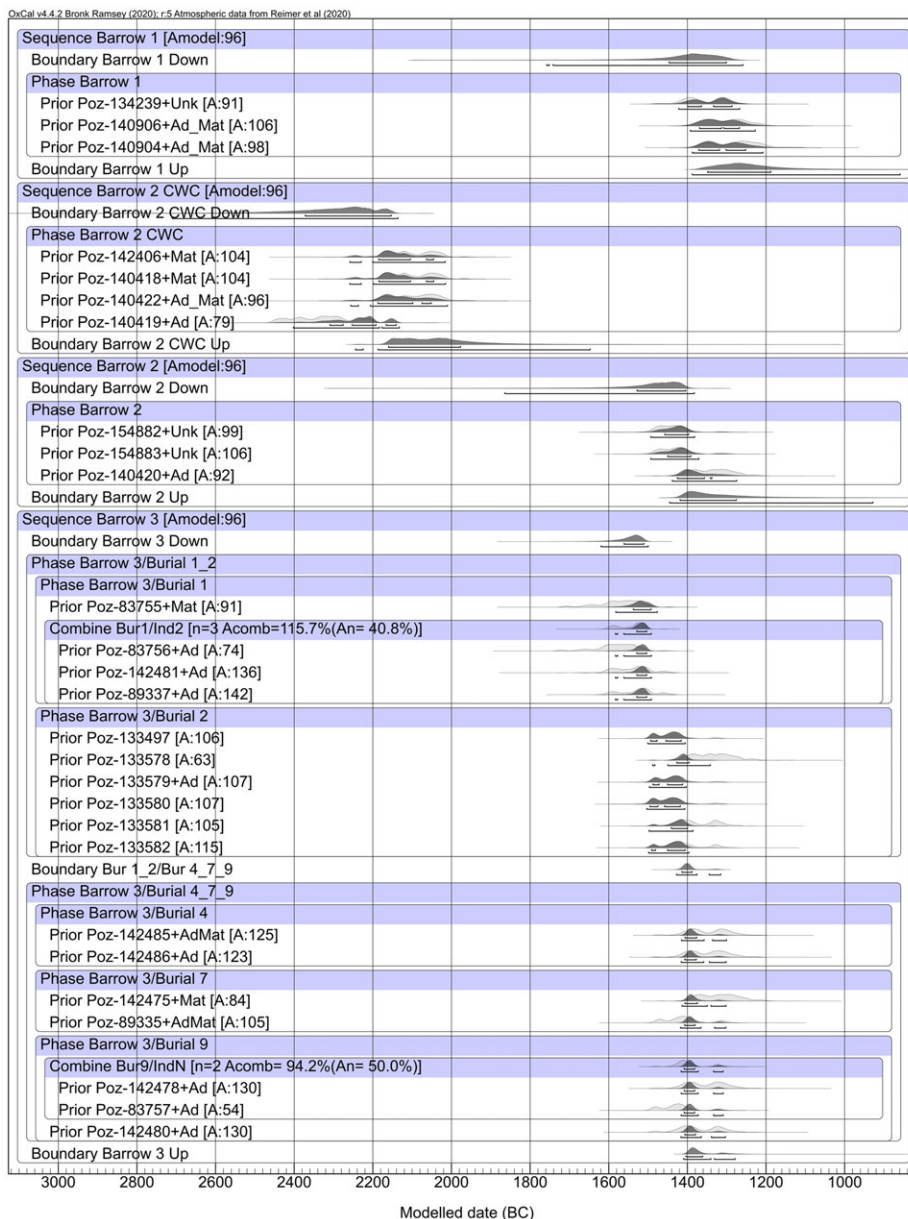 OxCal v4.4.2 Bronk Ramsey (2020); r:5 Atmospheric data from Reimer et al (2020)
Sequence Barrow 1 [Amodel:96]
Boundary Barrow 1 Down
Phase Barrow 1
Prior Poz-134239+Unk [A:91]
Prior Poz-140906+Ad_Mat [A:106]
Prior Poz-140904+Ad_Mat [A:98]
Boundary Barrow 1 Up
Sequence Barrow 2 CWC [Amodel:96]
Boundary Barrow 2 CWC Down
Phase Barrow 2 CWC
Prior Poz-142406+Mat [A:104]
Prior Poz-140418+Mat [A:104]
Prior Poz-140422+Ad_Mat [A:96]
Prior Poz-140419+Ad [A:79]
Boundary Barrow 2 CWC Up
Sequence Barrow 2 [Amodel:96]
Boundary Barrow 2 Down
Phase Barrow 2
Prior Poz-154882+Unk [A:99]
Prior Poz-154883+Unk [A:106]
Prior Poz-140420+Ad [A:92]
Boundary Barrow 2 Up
Sequence Barrow 3 [Amodel:96]
Boundary Barrow 3 Down
Phase Barrow 3/Burial 1_2
Phase Barrow 3/Burial 1
Prior Poz-83755+Mat [A:91]
Combine Bur1/Ind2 [n=3 Acomb=115.7%(An= 40.8%)]
Prior Poz-83756+Ad [A:74]
Prior Poz-142481+Ad [A:136]
Prior Poz-89337+Ad [A:142]
Phase Barrow 3/Burial 2
Prior Poz-133497 [A:106]
Prior Poz-133578 [A:63]
Prior Poz-133579+Ad [A:107]
Prior Poz-133580 [A:107]
Prior Poz-133581 [A:105]
Prior Poz-133582 [A:115]
Boundary Bur 1_2/Bur 4_7_9
Phase Barrow 3/Burial 4_7_9
Phase Barrow 3/Burial 4
Prior Poz-142485+AdMat [A:125]
Prior Poz-142486+Ad [A:123]
Phase Barrow 3/Burial 7
Prior Poz-142475+Mat [A:84]
Prior Poz-89335+AdMat [A:105]
Phase Barrow 3/Burial 9
Combine Bur9/IndN [n=2 Acomb= 94.2%(An= 50.0%)]
Prior Poz-142478+Ad [A:130]
Prior Poz-83757+Ad [A:54]
Prior Poz-142480+Ad [A:130]
Boundary Barrow 3 Up
3000 2800 2600 2400 2200 2000 1800 1600 1400 1200 1000
Modelled date (BC)